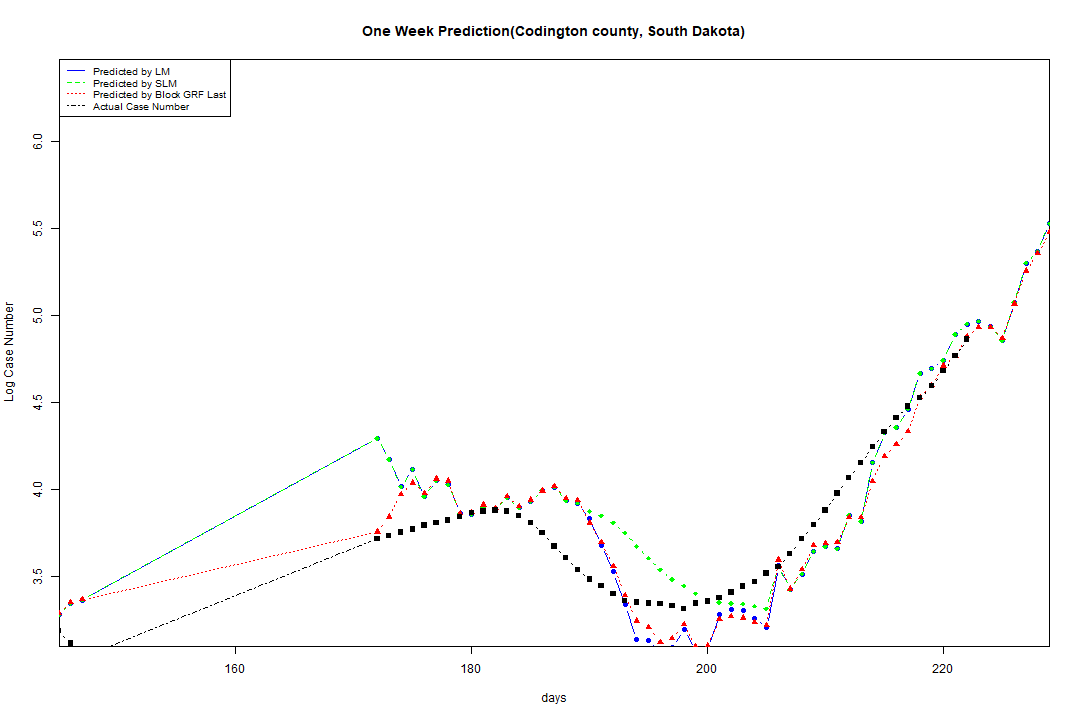 One Week Prediction(Codington county, South Dakota)
Predicted by LM
Predicted by SLM
Predicted by Block GRF Last
Actual Case Number
6.0
5.5
5.0
4.5
4.0
3.5
Log Case Number
160
180
200
220
days